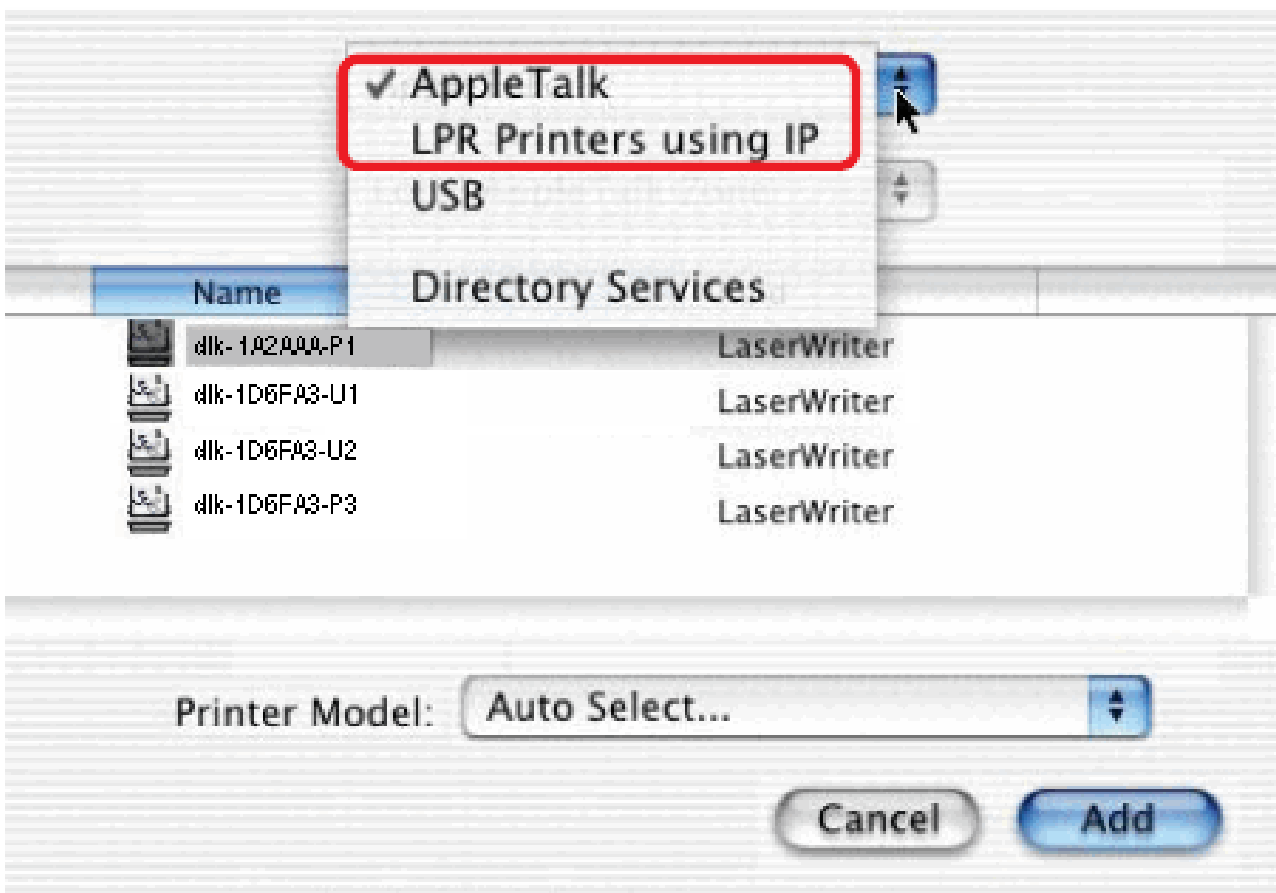 AppleTalk
LPR Printers using IP
USB
Directory Services
Name
dlk-1A2AAA-P1 LaserWriter
dlk-1D6FA3-U1 LaserWriter
dlk-1D6FA3-U2 LaserWriter
dlk-1D6FA3-P3 LaserWriter
Printer Model: Auto Select...
Cancel Add